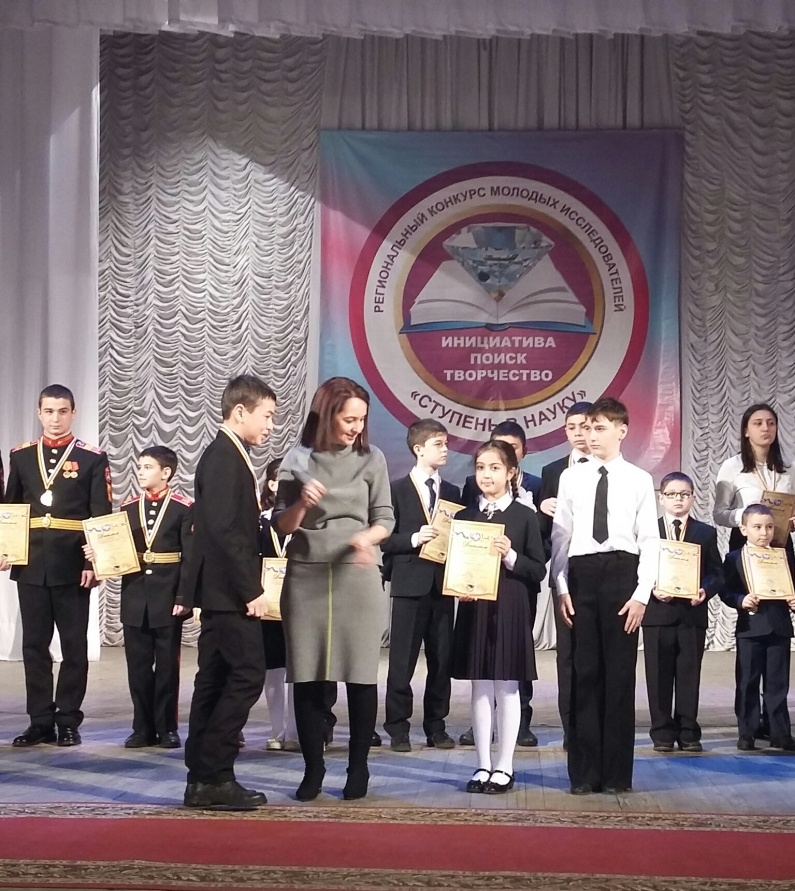 РЕГИОНАЛЬНЫЙ КОНКУРС МОЛОДЫХ ИССЛЕДОВАТЕЛЕЙ
ИНИЦИАТИВА
ПОИСК
ТВОРЧЕСТВО
«СТУПЕНЬ В НАУКУ»